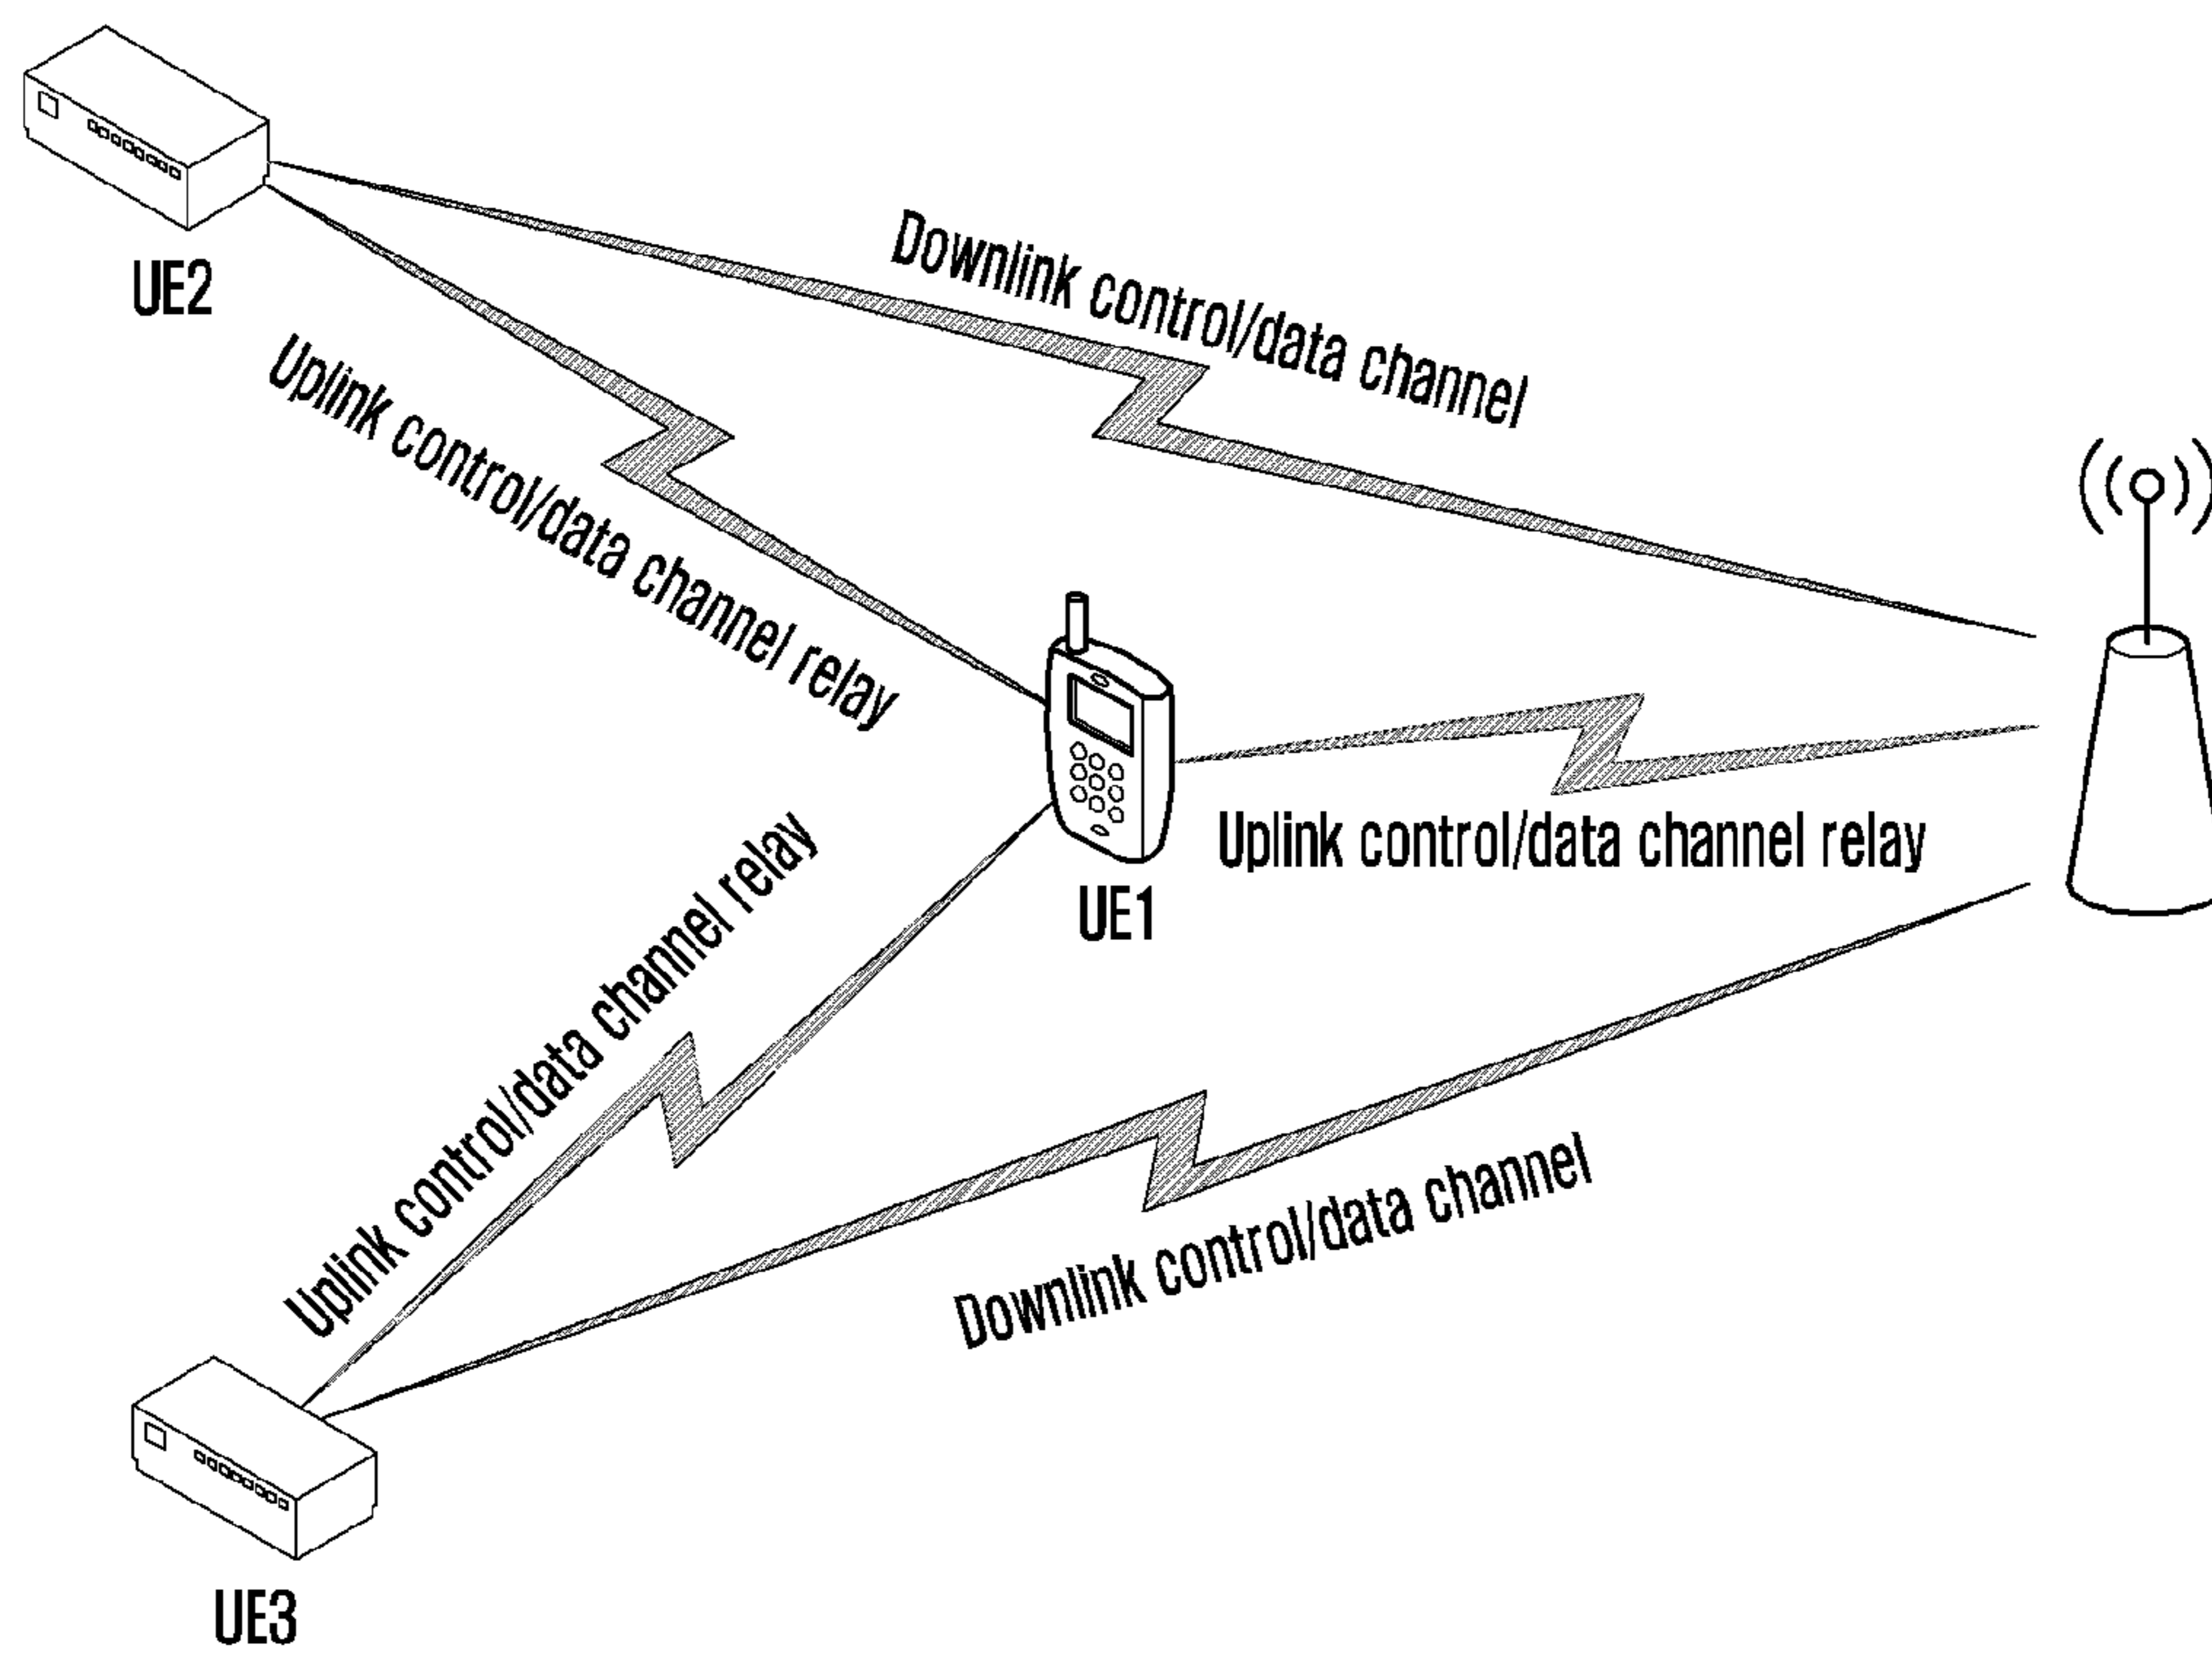 Downlink control/data channel
UE2
Uplink control/data channel relay
Uplink control/data channel relay
UE1
Uplink control/data channel relay
Downlink control/data channel
UE3